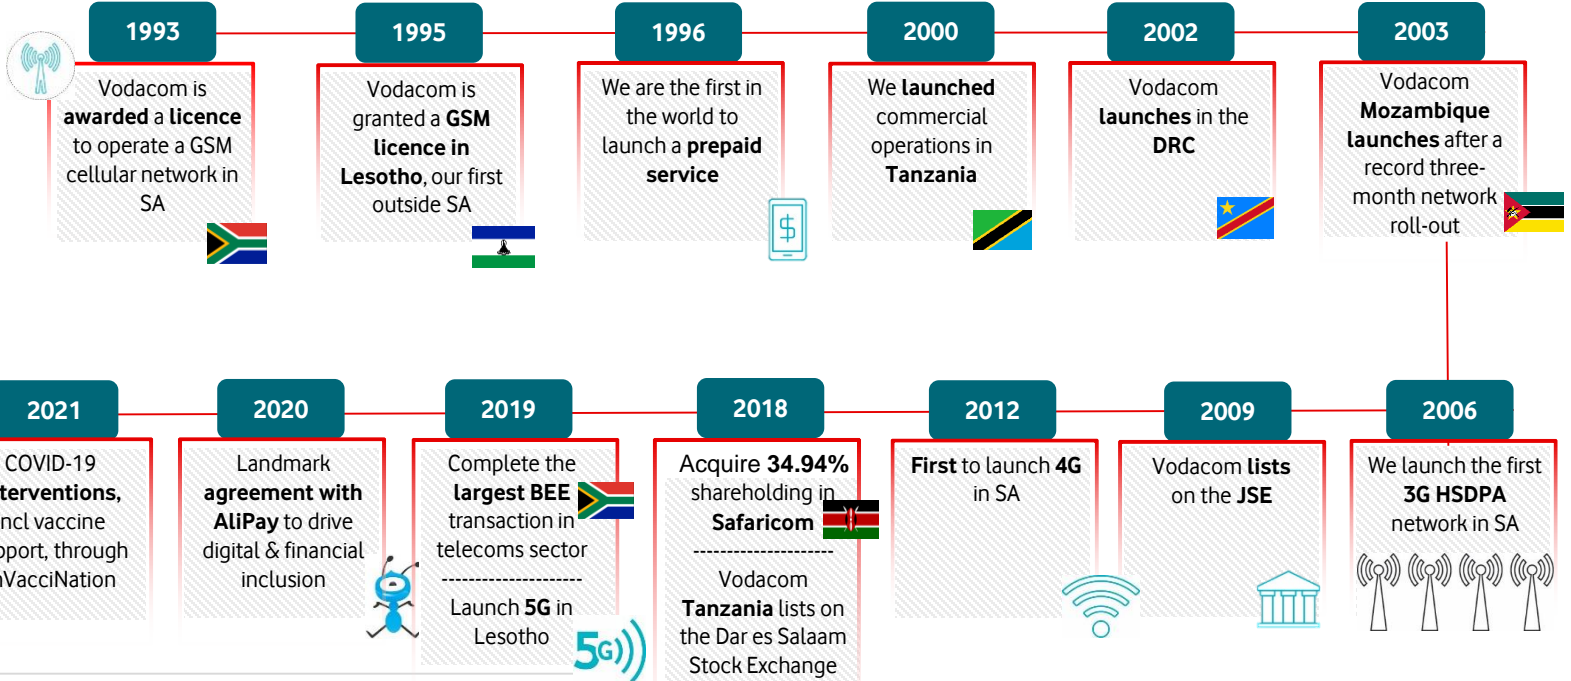 1993
Vodacom is
awarded a licence
to operate a GSM
cellular network in
SA
1995
Vodacom is
granted a GSM
licence in
Lesotho, our first
outside SA
1996
We are the first in
the world to
launch a prepaid
service
$
2000
We launched
commercial
operations in
Tanzania
2002
Vodacom
launches in the
DRC
2003
Vodacom
Mozambique
launches after a
record three-
month network
roll-out
2021
COVID-19
terventions,
ncl vaccine
pport, through
VacciNation
2020
Landmark
agreement with
AliPay to drive
digital & financial
inclusion
2019
Complete the
largest BEE
transaction in
telecoms sector
---------------------
Launch 5G in
Lesotho
5G
2018
Acquire 34.94%
shareholding in
Safaricom
---------------------
Vodacom
Tanzania lists on
the Dar es Salaam
Stock Exchange
2012
First to launch 4G
in SA
2009
Vodacom lists
on the JSE
2006
We launch the first
3G HSDPA
network in SA